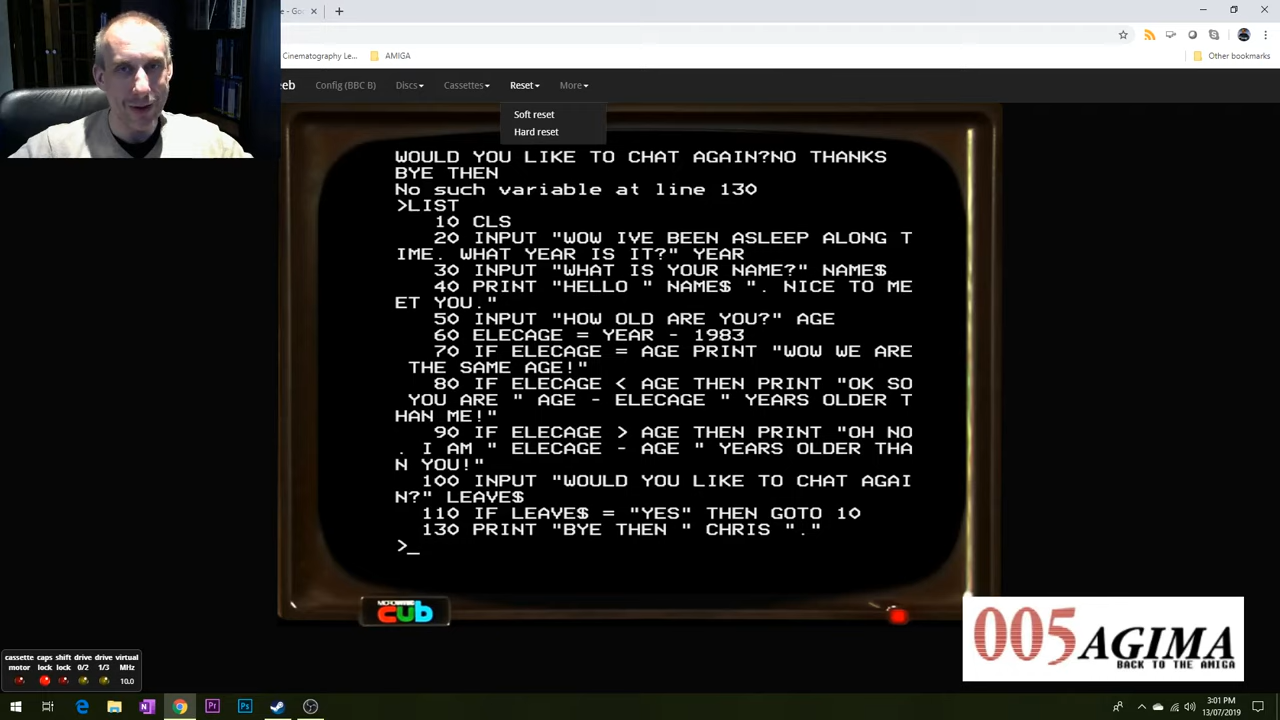 - Goo
Cinematography Le...
AMIGA
Other bookmarks
eeb
Config (BBC B)
Discs
Cassettes
Reset
More
Soft reset
Hard reset
WOULD YOU LIKE TO CHAT AGAIN?NO THANKS
BYE THEN
No such variable at line 130
>LIST
10 CLS
20 INPUT "WOW IVE BEEN ASLEEP ALONG T
IME. WHAT YEAR IS IT?" YEAR
30 INPUT "WHAT IS YOUR NAME?" NAME$
40 PRINT "HELLO " NAME$ ". NICE TO ME
ET YOU."
50 INPUT "HOW OLD ARE YOU?" AGE
60 ELECAGE = YEAR - 1983
70 IF ELECAGE = AGE PRINT "WOW WE ARE
THE SAME AGE!"
80 IF ELECAGE < AGE THEN PRINT "OK SO
YOU ARE " AGE - ELECAGE " YEARS OLDER T
HAN ME!"
90 IF ELECAGE > AGE THEN PRINT "OH NO
. I AM " ELECAGE - AGE " YEARS OLDER THA
N YOU!"
100 INPUT "WOULD YOU LIKE TO CHAT AGAI
N?" LEAVE$
110 IF LEAVE$ = "YES" THEN GOTO 10
130 PRINT "BYE THEN " CHRIS "."
>_
cub
005AGIMA
BACK TO THE AMIGA
cassette motor
caps lock
shift lock
drive 0/2
drive 1/3
virtual MHz
10.0
3:01 PM
13/07/2019